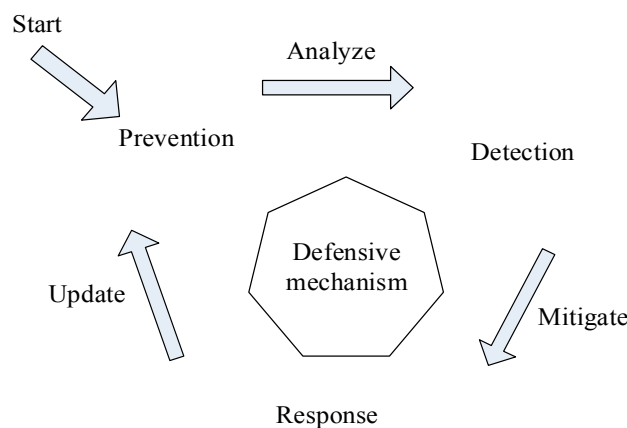 Start
Analyze
Prevention
Detection
Defensive
mechanism
Update
Mitigate
Response